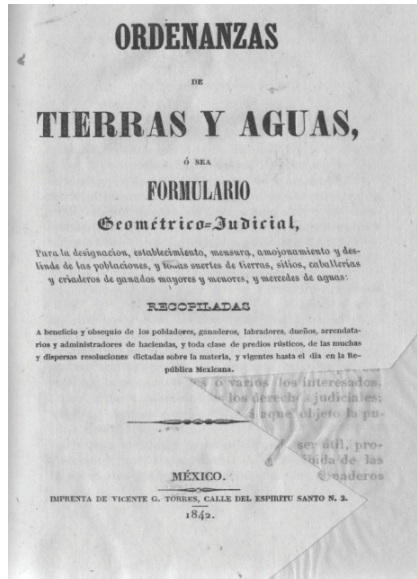 ORDENANZAS
DE
TIERRAS Y AGUAS,
Ó SEA
FORMULARIO
Geométrico=Judicial,
Para la designacion, establecimiento, mensura, amojonamiento y des-
linde de las poblaciones, y todas suertes de tierras, sitios, caballerias
y criaderos de ganados mayores y menores, y mercedes de aguas:
RECOPILADAS
A beneficio y obsequio de los pobladores, ganaderos, labradores, dueños, arrendata-
rios y administradores de haciendas, y toda clase de predios rústicos, de las muchas
y dispersas resoluciones dictadas sobre la materia, y vigentes hasta el dia en la Re-
pública Mexicana.
ó varios los interesados,
los derech judiciales;
objeto la pu-
ser útil, pro-
de las
MÉXICO.
IMPRENTA DE VICENTE G. TORRES, CALLE DEL ESPIRITU SANTO N. 2.
1842.